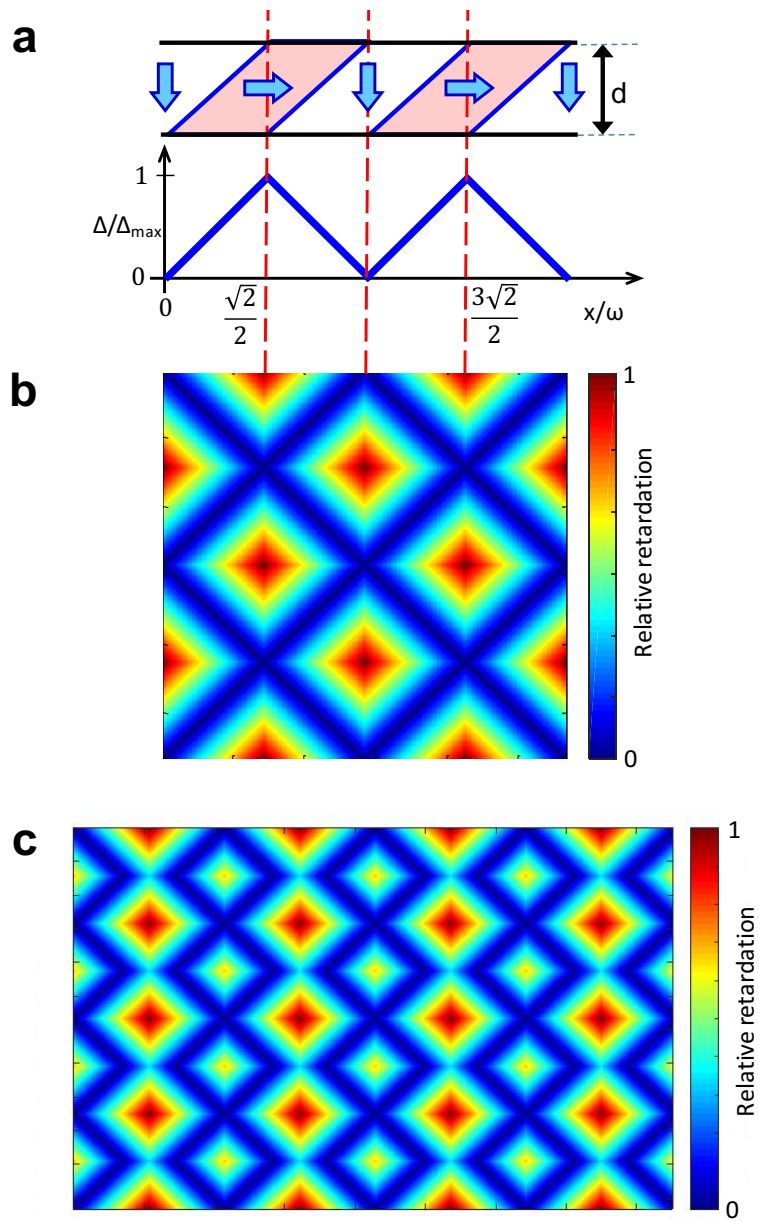 a
d
1
Δ/Δmax
0
0
√2/2
3√2/2
x/ω
b
1
Relative retardation
0
c
1
Relative retardation
0